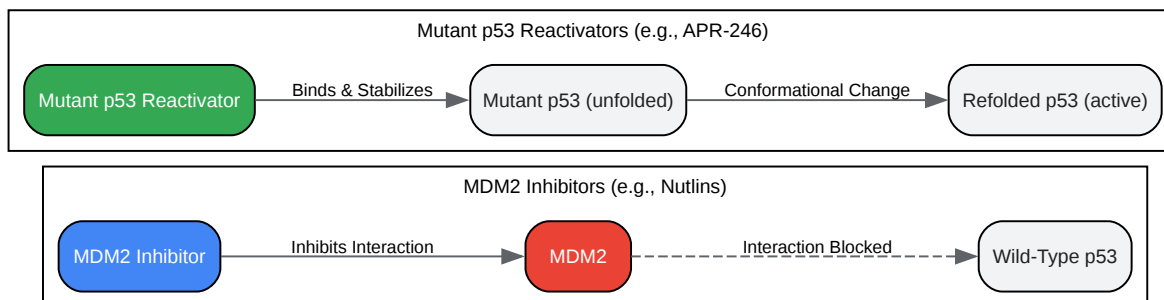 Mutant p53 Reactivators (e.g., APR-246)
Mutant p53 Reactivator
Binds & Stabilizes
Mutant p53 (unfolded)
Conformational Change
Refolded p53 (active)
MDM2 Inhibitors (e.g., Nutlins)
MDM2 Inhibitor
Inhibits Interaction
MDM2
Interaction Blocked
Wild-Type p53